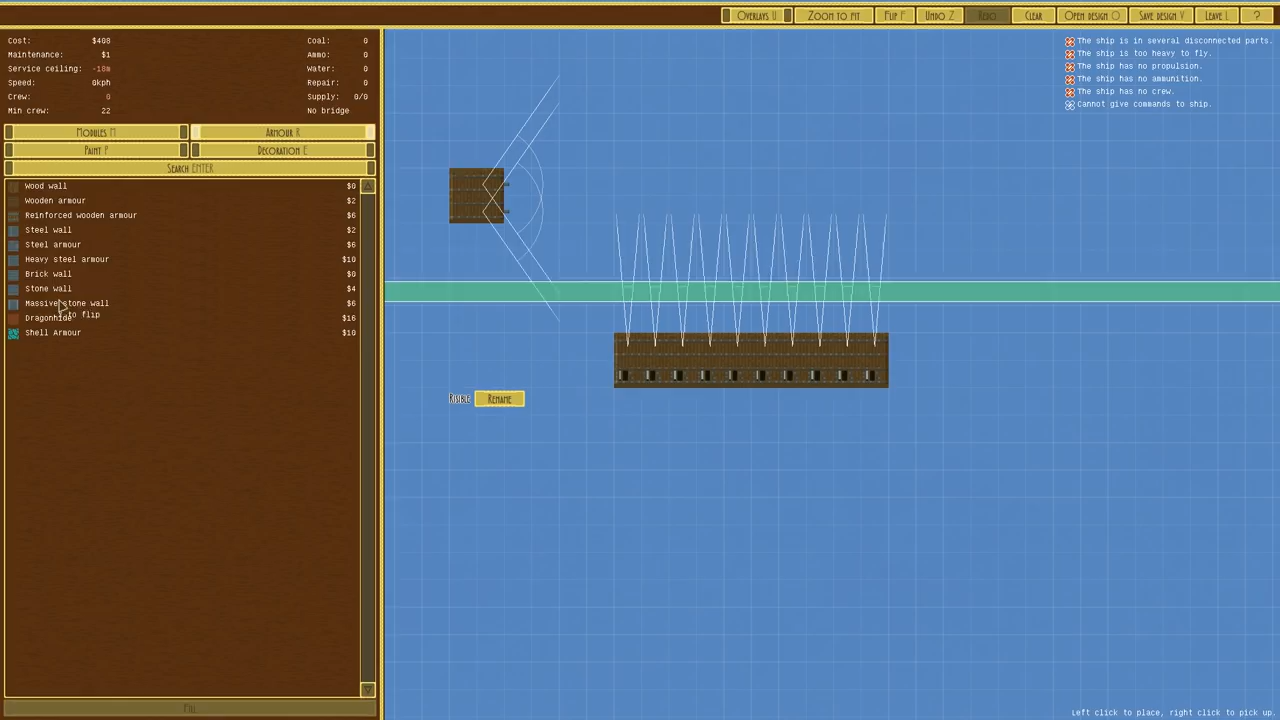 Overlays U Zoom to fit Flip F Undo Z Redo Clear Open design O Save design V Leave L ?
Cost: $408 Coal: 0
Maintenance: $1 Ammo: 0
Service ceiling: -18m Water: 0
Speed: 0kph Repair: 0
Crew: 0 Supply: 0/0
Min crew: 22 No bridge
Modules M Armour R
Paint P Decoration E
Search ENTER
Wood wall $0
Wooden armour $2
Reinforced wooden armour $6
Steel wall $2
Steel armour $6
Heavy steel armour $10
Brick wall $0
Stone wall $4
Massive stone wall $6
to flip
Dragonhide $16
Shell Armour $10
Fill
The ship is in several disconnected parts.
The ship is too heavy to fly.
The ship has no propulsion.
The ship has no ammunition.
The ship has no crew.
Cannot give commands to ship.
Risible Rename
Left click to place, right click to pick up.